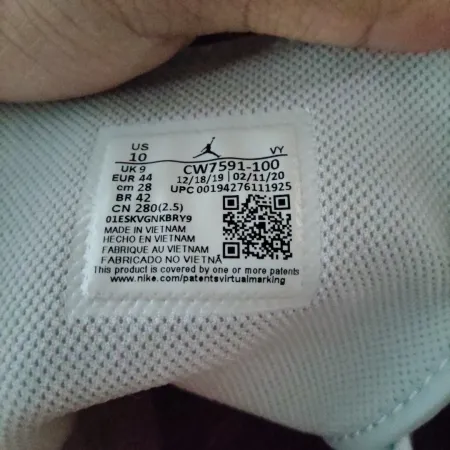 US
10
VY
UK 9
CW7591-100
EUR 44
12/18/19 02/11/20
cm 28
UPC 00194276111925
BR 42
CN 280(2.5)
01ESKVGNKBRY9
MADE IN VIETNAM
HECHO EN VIETNAM
FABRIQUE AU VIETNAM
FABRICADO NO VIETNÃ
This product is covered by one or more patents
www.nike.com/patentsvirtualmarking